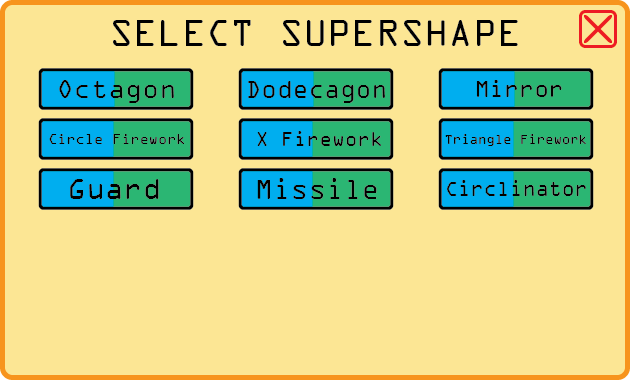 SELECT SUPERSHAPE
Octagon
Dodecagon
Mirror
Circle Firework
X Firework
Triangle Firework
Guard
Missile
Circlinator